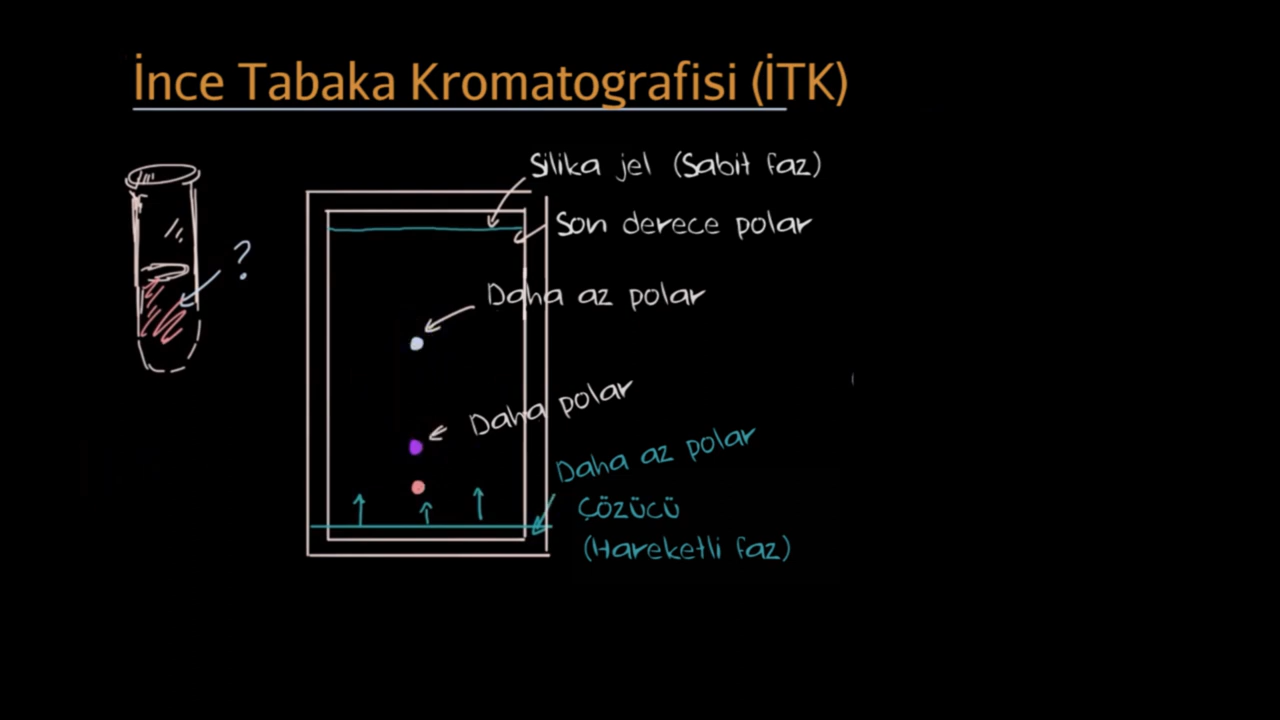 İnce Tabaka Kromatografisi (İTK)
Silika jel (Sabit faz)
Son derece polar
?
Daha az polar
Daha polar
Daha az polar
Çözücü
(Hareketli faz)